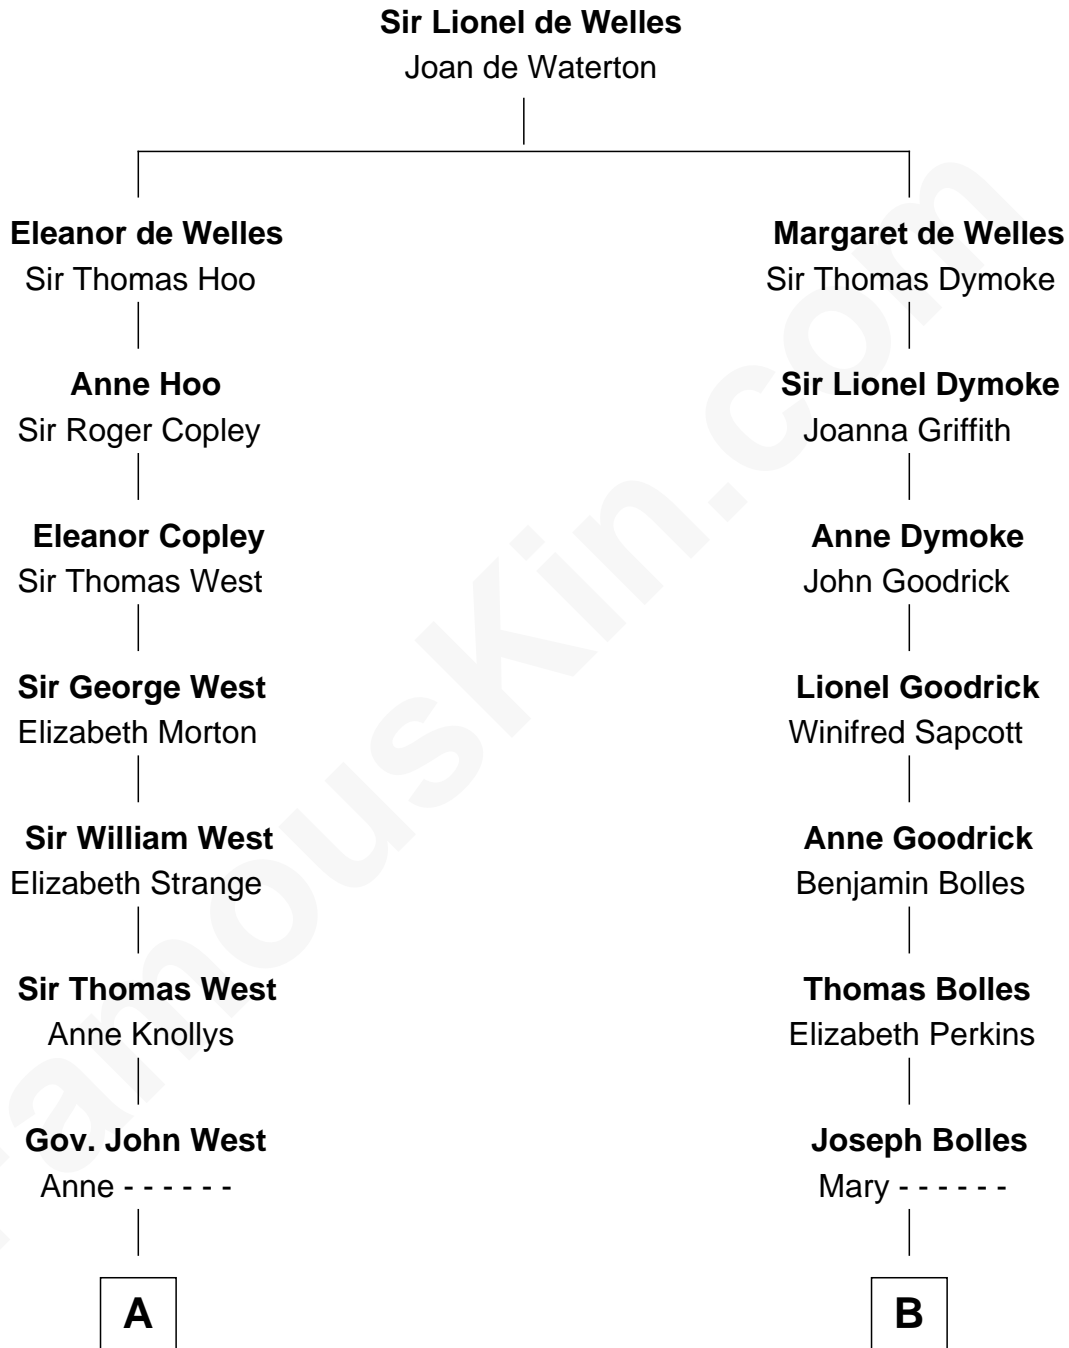 Sir Lionel de Welles
Joan de Waterton
Eleanor de Welles
Sir Thomas Hoo
Margaret de Welles
Sir Thomas Dymoke
Anne Hoo
Sir Roger Copley
Sir Lionel Dymoke
Joanna Griffith
Eleanor Copley
Sir Thomas West
Anne Dymoke
John Goodrick
Sir George West
Elizabeth Morton
Lionel Goodrick
Winifred Sapcott
Sir William West
Elizabeth Strange
Anne Goodrick
Benjamin Bolles
Sir Thomas West
Anne Knollys
Thomas Bolles
Elizabeth Perkins
Gov. John West
Anne - - - - - -
Joseph Bolles
Mary - - - - - -
A
B
FamousKin.com